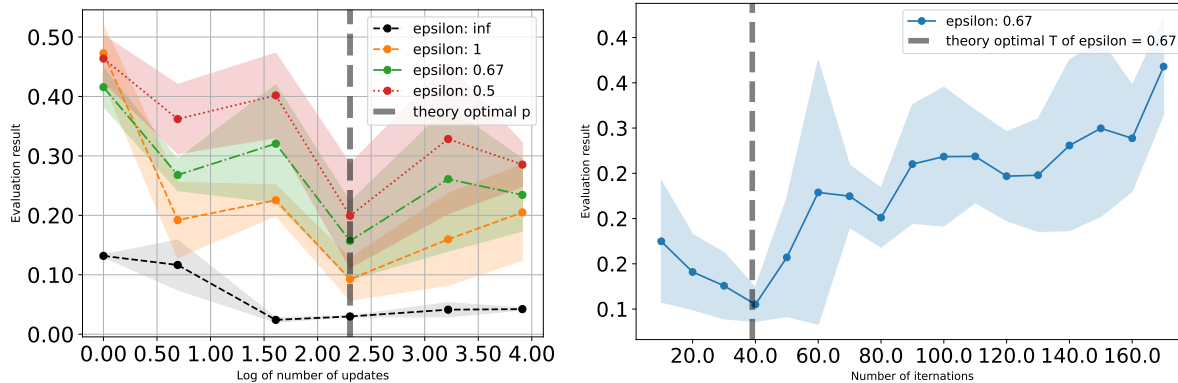 0.50
0.40
0.30
0.20
0.10
0.00
Evaluation result
0.00 0.50 1.00 1.50 2.00 2.50 3.00 3.50 4.00
Log of number of updates
epsilon: inf
epsilon: 1
epsilon: 0.67
epsilon: 0.5
theory optimal p
0.4
0.4
0.3
0.2
0.2
0.2
0.1
Evaluation result
20.0 40.0 60.0 80.0 100.0 120.0 140.0 160.0
Number of iternations
epsilon: 0.67
theory optimal T of epsilon = 0.67